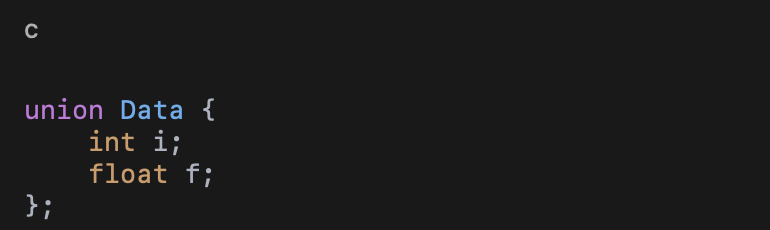 c
union Data {
    int i;
    float f;
};